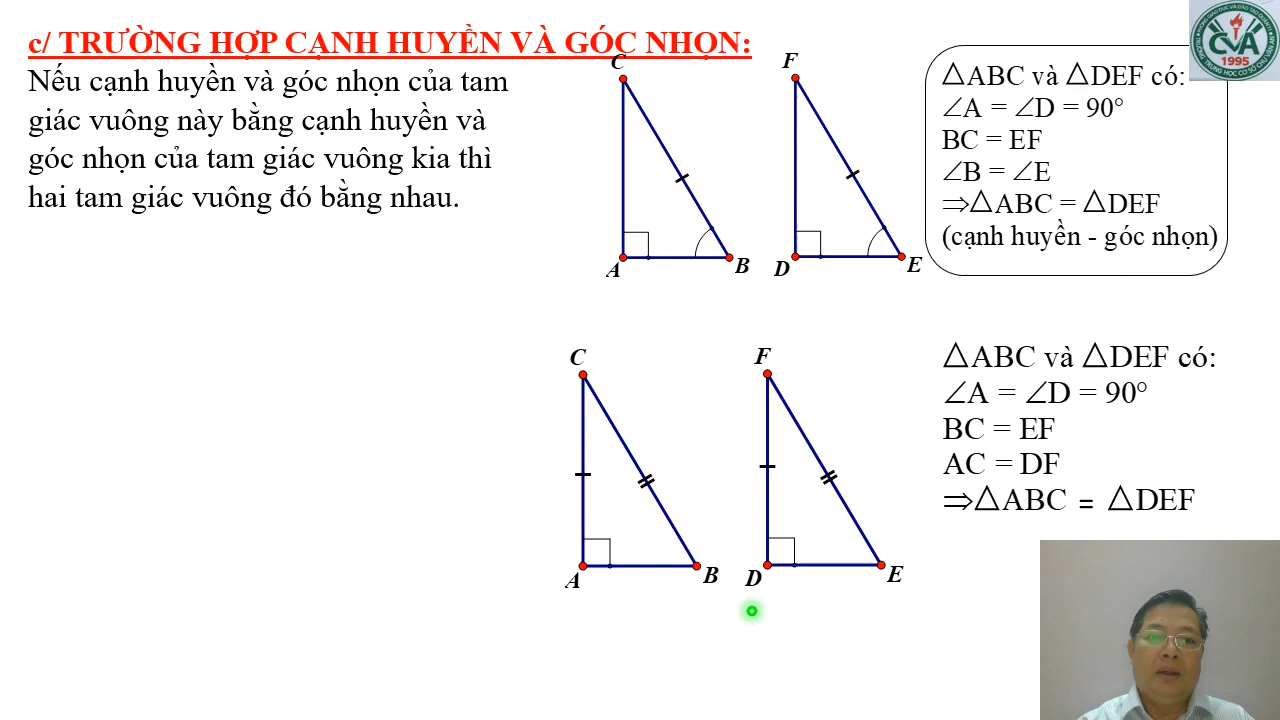 c/ TRƯỜNG HỢP CẠNH HUYỀN VÀ GÓC NHỌN:
Nếu cạnh huyền và góc nhọn của tam
giác vuông này bằng cạnh huyền và
góc nhọn của tam giác vuông kia thì
hai tam giác vuông đó bằng nhau.
C
F
A
B
D
E
△ABC và △DEF có:
∠A = ∠D = 90°
BC = EF
∠B = ∠E
⇒△ABC = △DEF
(cạnh huyền - góc nhọn)
CVA
1995
C
F
A
B
D
E
△ABC và △DEF có:
∠A = ∠D = 90°
BC = EF
AC = DF
⇒△ABC = △DEF